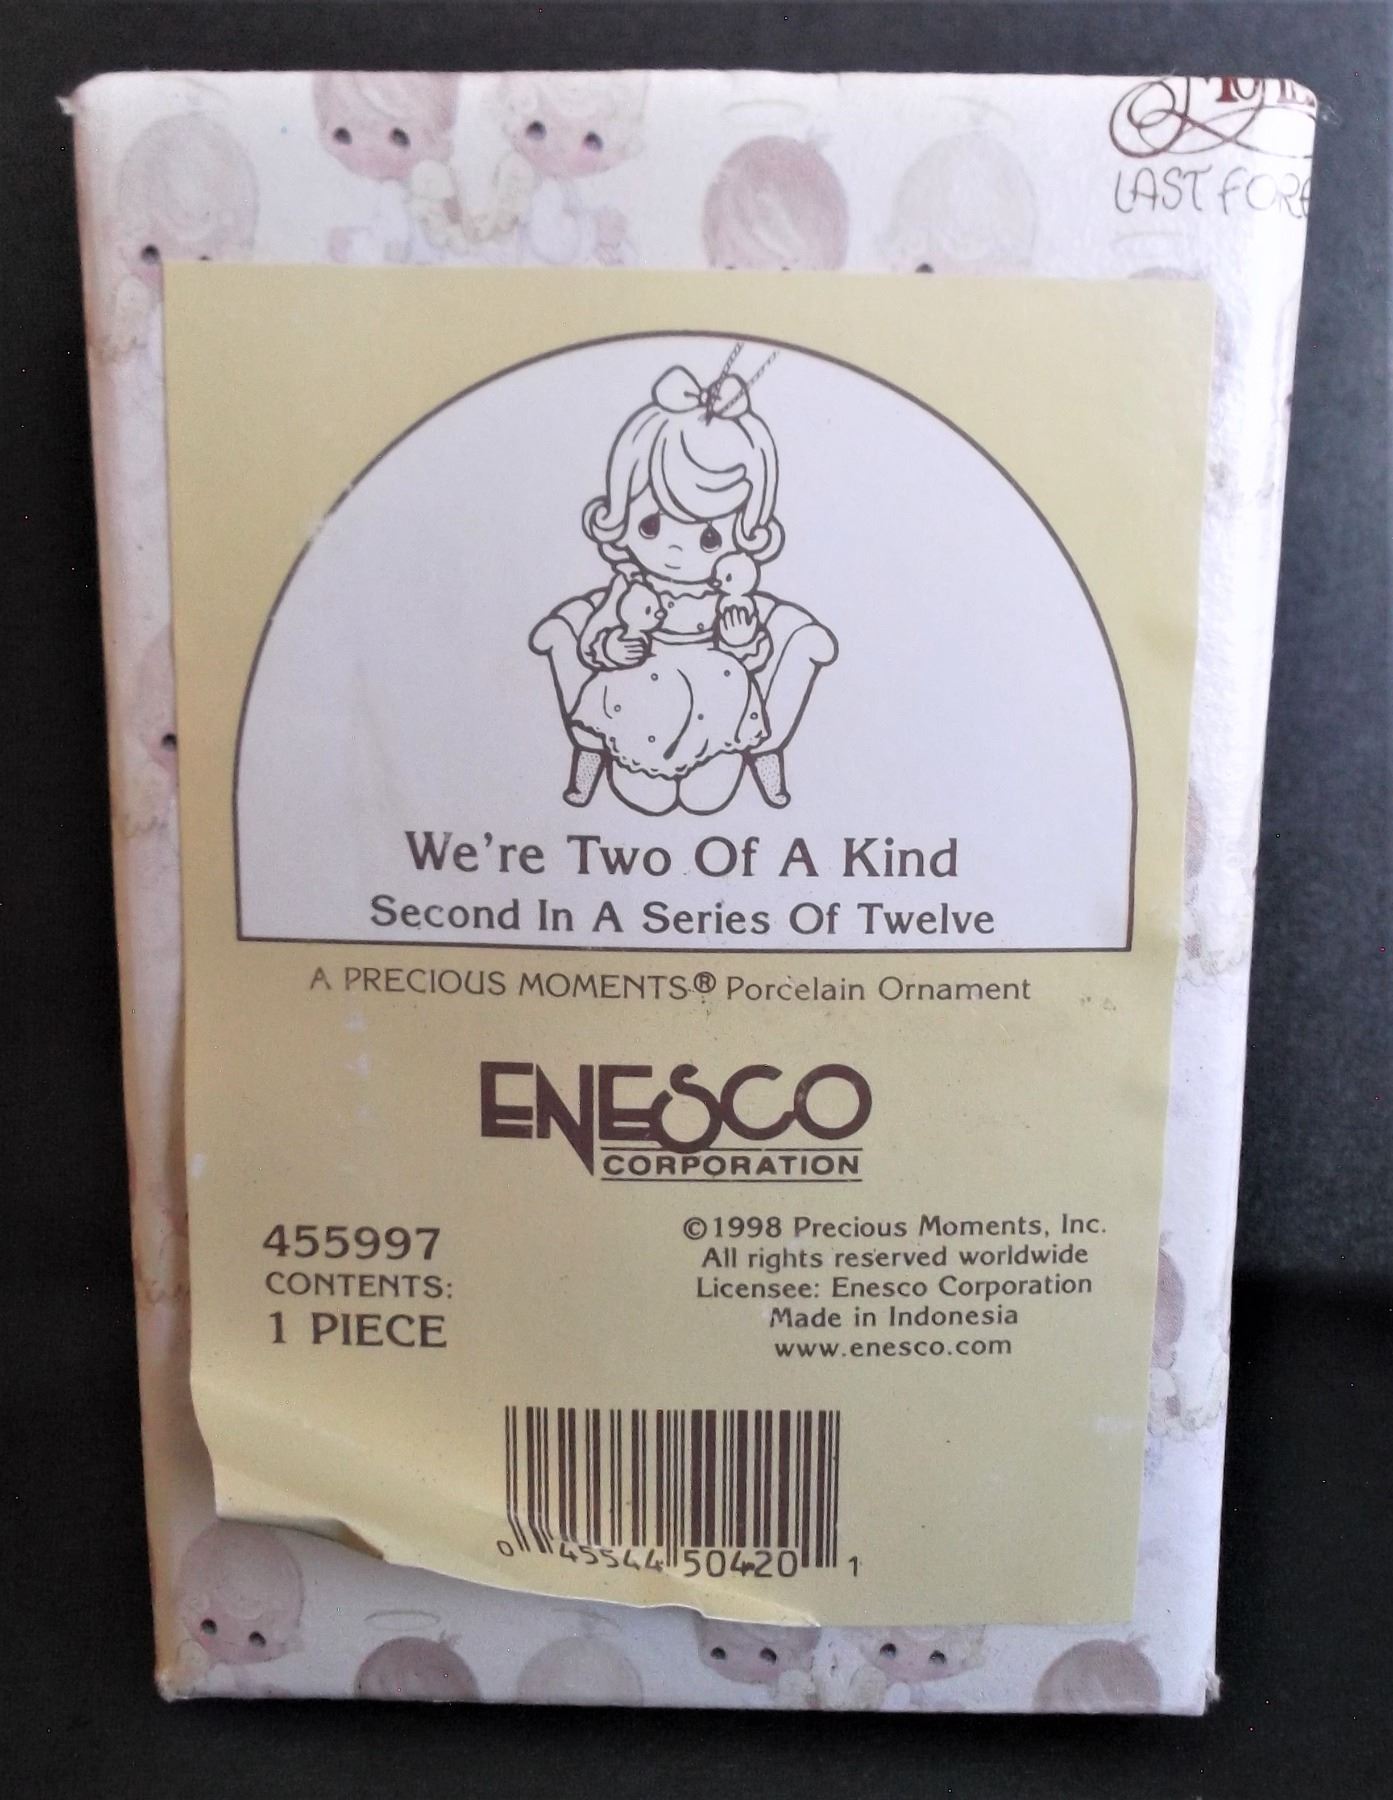 LAST
We're Two Of A Kind
Second In A Series Of Twelve
A PRECIOUS MOMENTS® Porcelain Ornament
ENESCO
CORPORATION
455997
CONTENTS:
1 PIECE
©1998 Precious Moments, Inc.
All rights reserved worldwide
Licensee: Enesco Corporation
Made in Indonesia
www.enesco.com
0 45544 50420 1